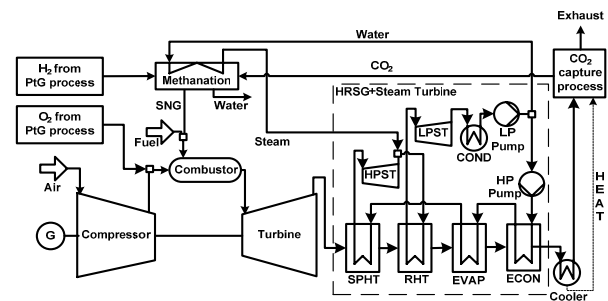 Exhaust
Water
H2 from
PtG process
Methanation
CO2
CO2
capture
process
SNG
Water
HRSG+Steam Turbine
O2 from
PtG process
Fuel
Steam
LPST
COND
LP
Pump
Air
Combustor
HPST
HP
Pump
HEAT
G
Compressor
Turbine
SPHT
RHT
EVAP
ECON
Cooler